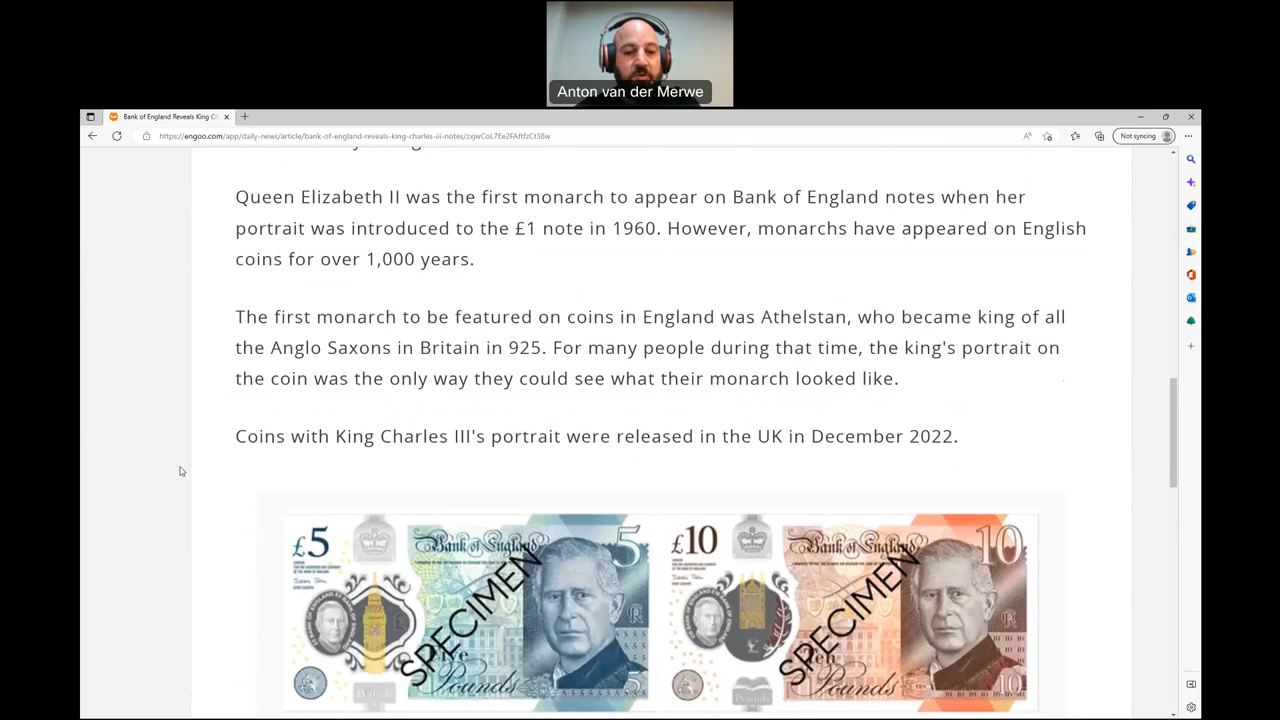 Anton van der Merwe
Bank of England Reveals King Ch
https://engoo.com/app/daily-news/article/bank-of-england-reveals-king-charles-iii-notes/zxjwCoL7Ee2FAftfzCt38w
Not syncing
Queen Elizabeth II was the first monarch to appear on Bank of England notes when her
portrait was introduced to the £1 note in 1960. However, monarchs have appeared on English
coins for over 1,000 years.
The first monarch to be featured on coins in England was Athelstan, who became king of all
the Anglo Saxons in Britain in 925. For many people during that time, the king's portrait on
the coin was the only way they could see what their monarch looked like.
Coins with King Charles III's portrait were released in the UK in December 2022.
£5
Bank of England
5
SPECIMEN
Pounds
£10
Bank of England
10
SPECIMEN
Ten
Pounds
10